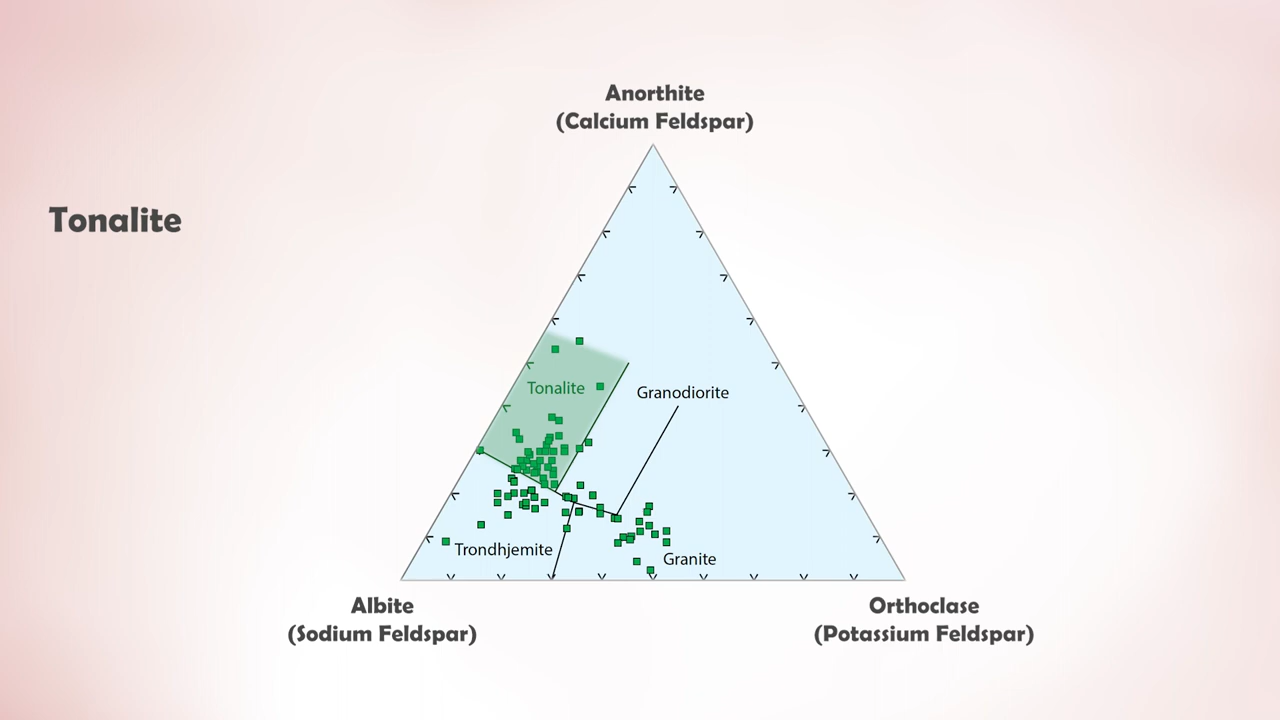 Anorthite
(Calcium Feldspar)
Tonalite
Tonalite
Granodiorite
Trondhjemite
Granite
Albite
(Sodium Feldspar)
Orthoclase
(Potassium Feldspar)